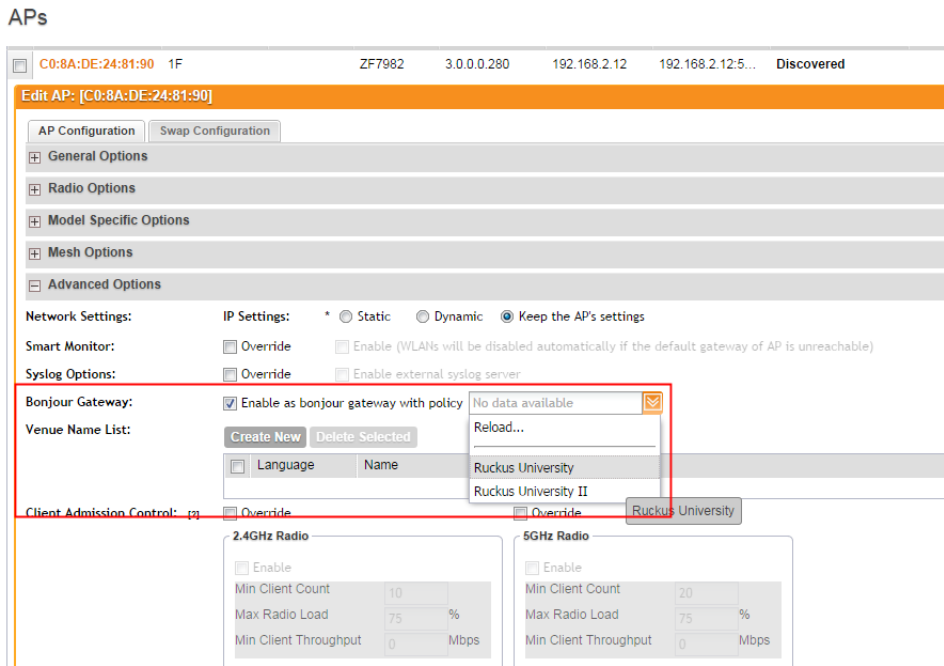 APs
C0:8A:DE:24:81:90 1F ZF7982 3.0.0.0.280 192.168.2.12 192.168.2.12:5... Discovered
Edit AP: [C0:8A:DE:24:81:90]
AP Configuration Swap Configuration
General Options
Radio Options
Model Specific Options
Mesh Options
Advanced Options
Network Settings: IP Settings: * Static Dynamic Keep the AP's settings
Smart Monitor: Override Enable (WLANs will be disabled automatically if the default gateway of AP is unreachable)
Syslog Options: Override Enable external syslog server
Bonjour Gateway: Enable as bonjour gateway with policy No data available
Reload...
Venue Name List: Create New Delete Selected
Language Name Ruckus University
Ruckus University II
Client Admission Control: [?] Override Override Ruckus University
2.4GHz Radio 5GHz Radio
Enable Enable
Min Client Count 10 Min Client Count 20
Max Radio Load 75 % Max Radio Load 75 %
Min Client Throughput 0 Mbps Min Client Throughput 0 Mbps